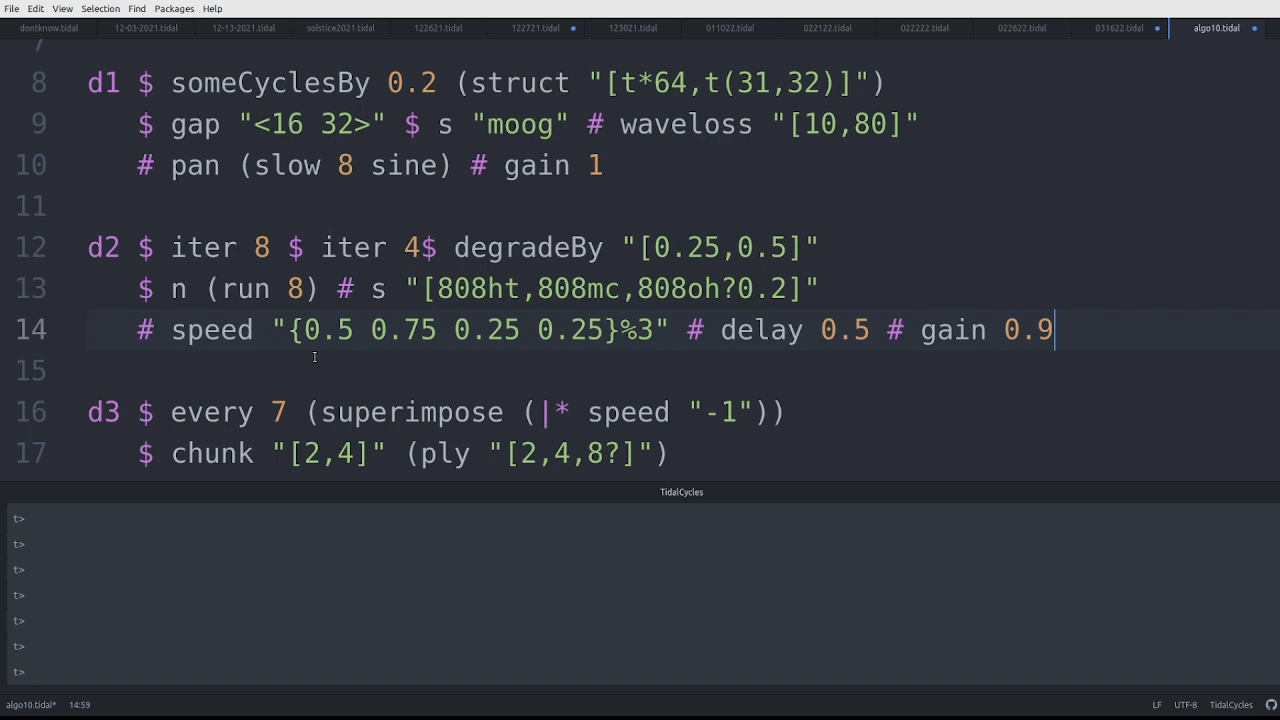 File Edit View Selection Find Packages Help
dontknow.tidal 12-03-2021.tidal 12-13-2021.tidal solstice2021.tidal 122621.tidal 122721.tidal 123021.tidal 011022.tidal 022122.tidal 022222.tidal 022622.tidal 031622.tidal algo10.tidal
7
8 d1 $ someCyclesBy 0.2 (struct "[t*64,t(31,32)]")
9 $ gap "<16 32>" $ s "moog" # waveloss "[10,80]"
10 # pan (slow 8 sine) # gain 1
11
12 d2 $ iter 8 $ iter 4$ degradeBy "[0.25,0.5]"
13 $ n (run 8) # s "[808ht,808mc,808oh?0.2]"
14 # speed "{0.5 0.75 0.25 0.25}%3" # delay 0.5 # gain 0.9
15
16 d3 $ every 7 (superimpose (|* speed "-1"))
17 $ chunk "[2,4]" (ply "[2,4,8?]")
TidalCycles
t>
t>
t>
t>
t>
t>
t>
algo10.tidal* 14:59 LF UTF-8 TidalCycles